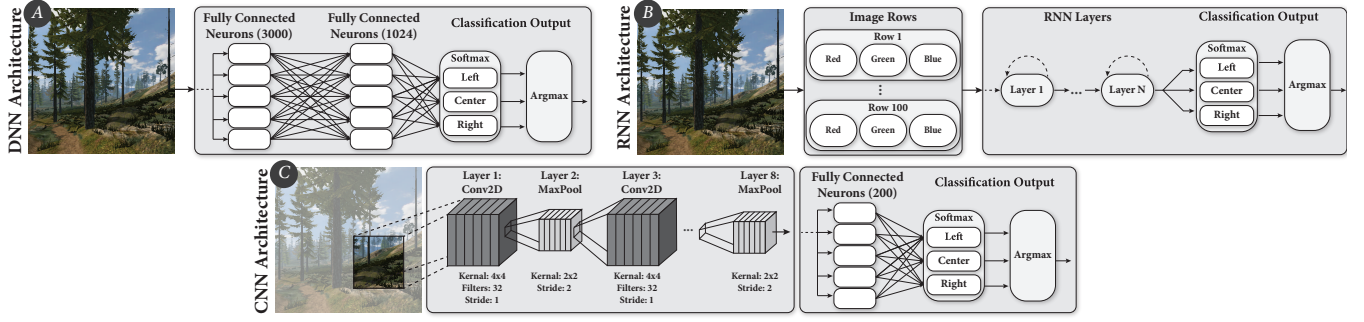 A
DNN Architecture
Fully Connected
Neurons (3000)
Fully Connected
Neurons (1024)
Classification Output
Softmax
Left
Center
Right
Argmax
B
RNN Architecture
Image Rows
Row 1
Red
Green
Blue
Row 100
Red
Green
Blue
RNN Layers
Layer 1
...
Layer N
Classification Output
Softmax
Left
Center
Right
Argmax
C
CNN Architecture
Layer 1:
Conv2D
Kernal: 4x4
Filters: 32
Stride: 1
Layer 2:
MaxPool
Kernal: 2x2
Stride: 2
Layer 3:
Conv2D
Kernal: 4x4
Filters: 32
Stride: 1
...
Layer 8:
MaxPool
Kernal: 2x2
Stride: 2
Fully Connected
Neurons (200)
Classification Output
Softmax
Left
Center
Right
Argmax